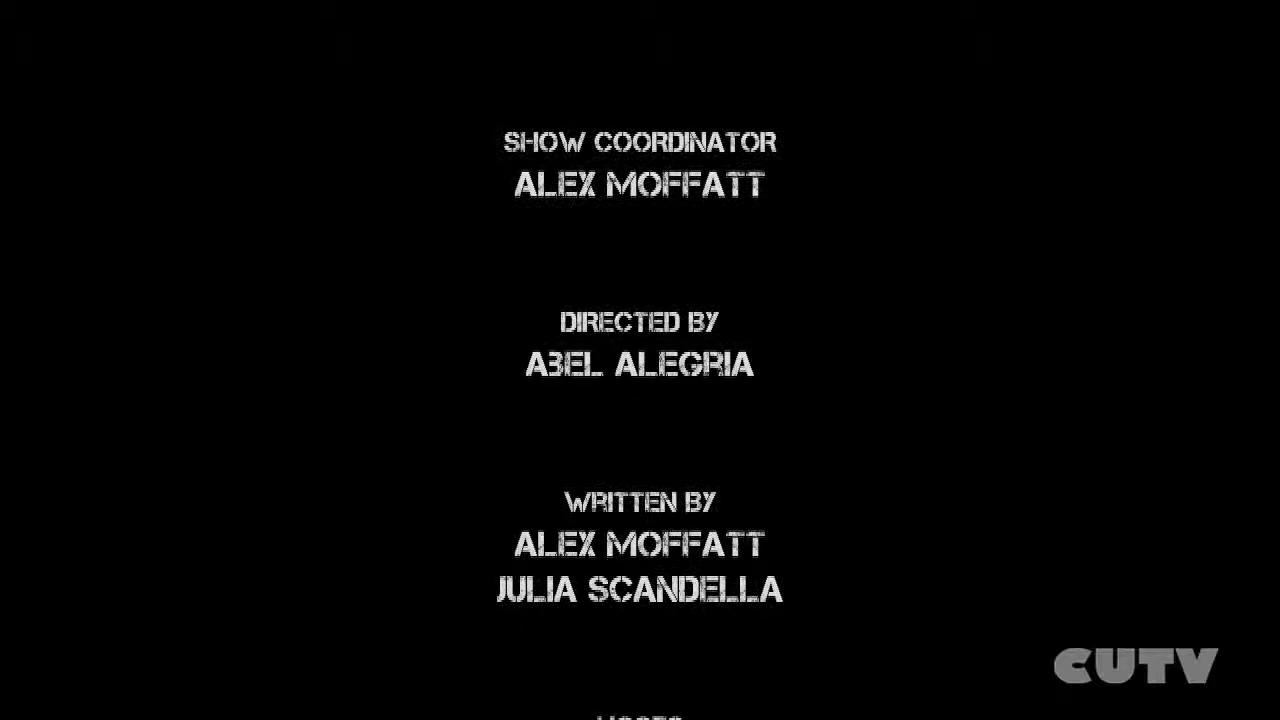 SHOW COORDINATOR
ALEX MOFFATT
DIRECTED BY
ABEL ALEGRIA
WRITTEN BY
ALEX MOFFATT
JULIA SCANDELLA
CUTV